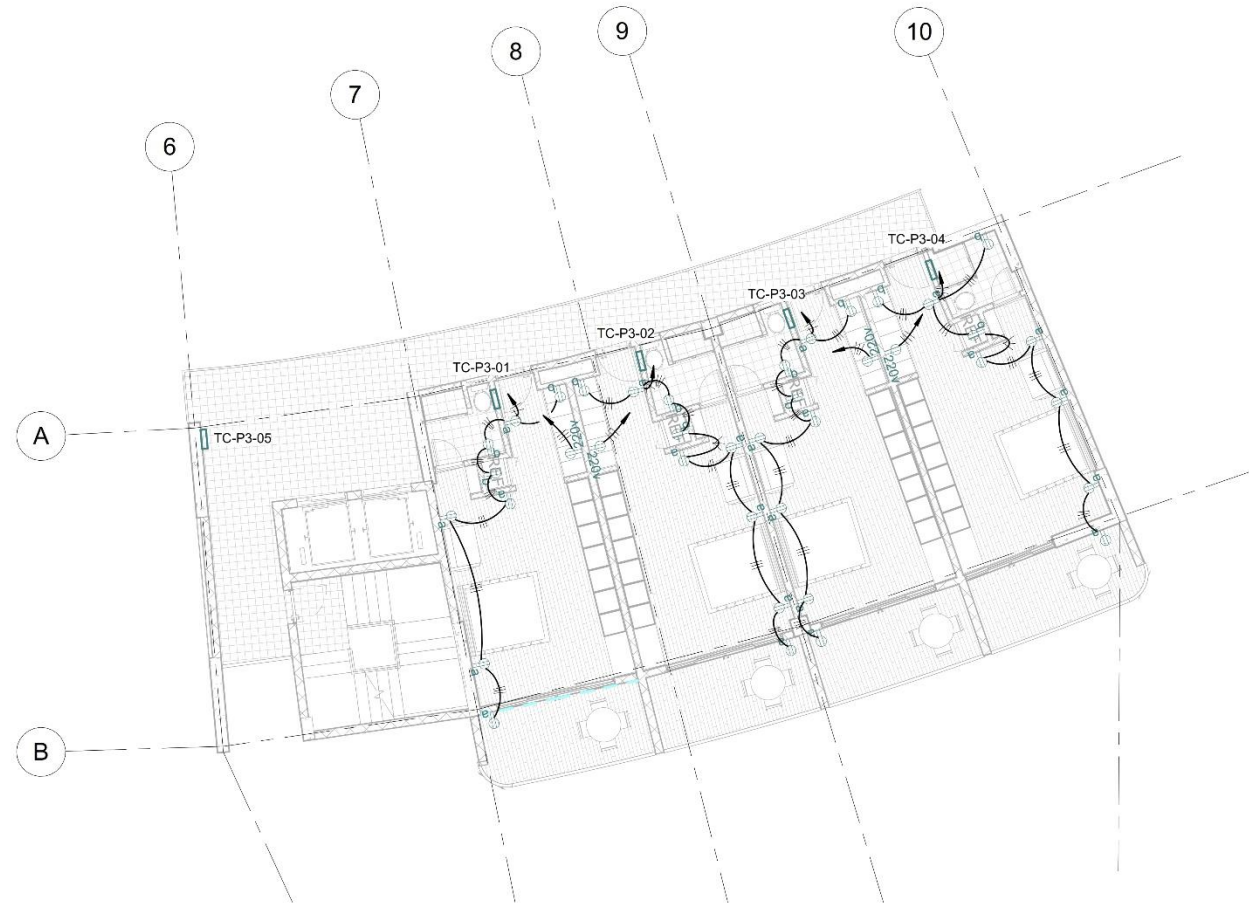 10
9
8
7
6
TC-P3-04
TC-P3-03
TC-P3-02
TC-P3-01
TC-P3-05
220v
220v
220v
220v
REF
REF
REF
REF
A
B